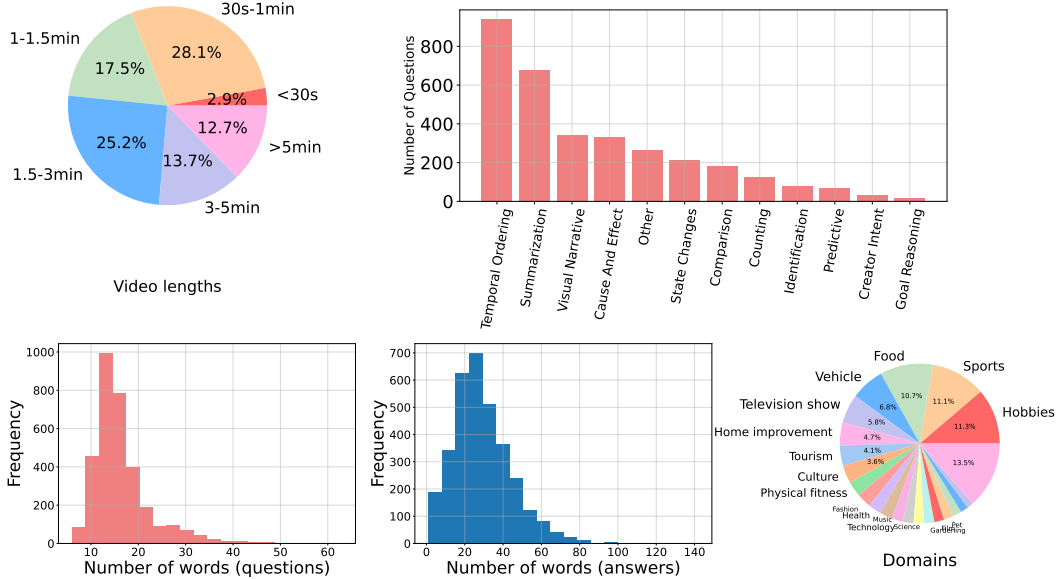 30s-1min
1-1.5min
28.1%
17.5%
2.9%
<30s
12.7%
25.2%
>5min
13.7%
1.5-3min
3-5min
Video lengths
Number of Questions
800
600
400
200
0
Temporal Ordering
Summarization
Visual Narrative
Cause And Effect
Other
State Changes
Comparison
Counting
Identification
Predictive
Creator Intent
Goal Reasoning
Frequency
1000
800
600
400
200
0
10 20 30 40 50 60
Number of words (questions)
Frequency
700
600
500
400
300
200
100
0
0 20 40 60 80 100 120 140
Number of words (answers)
Food
Sports
Vehicle
10.7%
11.1%
6.8%
Television show
5.8%
Hobbies
11.3%
Home improvement
4.7%
4.1%
Tourism
3.6%
13.5%
Culture
Physical fitness
Fashion
Health
Music
Technology
Science
Pet
Gardening
Domains